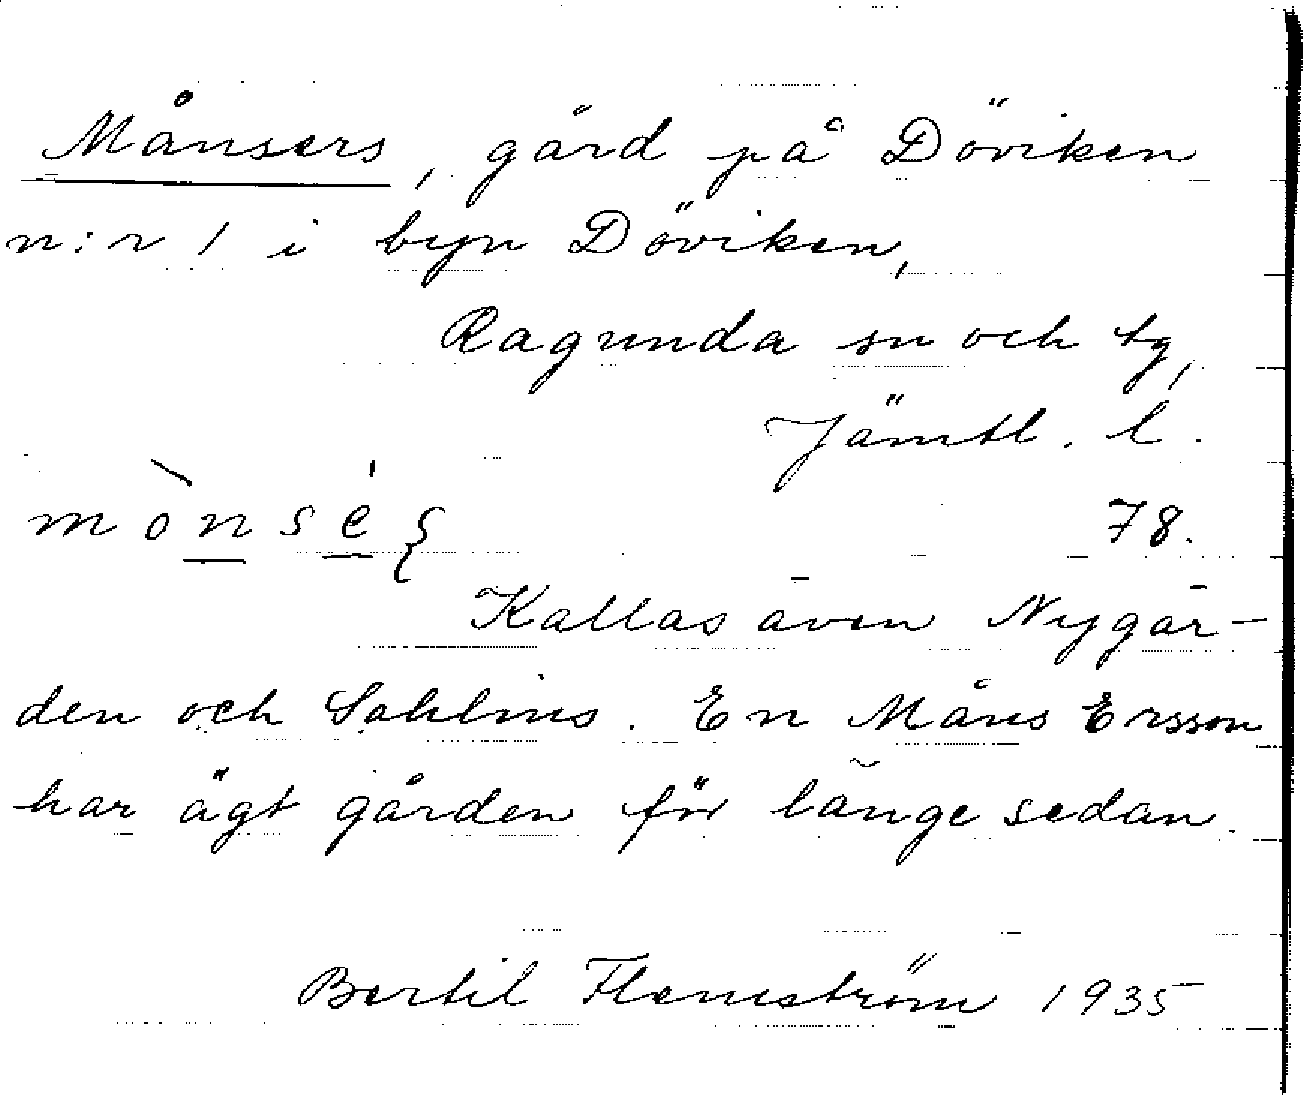 Månsers, gård på Döviken
n:r 1 i byn Döviken,
Ragunda sn och tg,
Jämtl. l.
78.
Kallas även Nygår-
den och Sahlins. En Måns Ersson
har ägt gården för länge sedan.
Bertil Flemström 1935